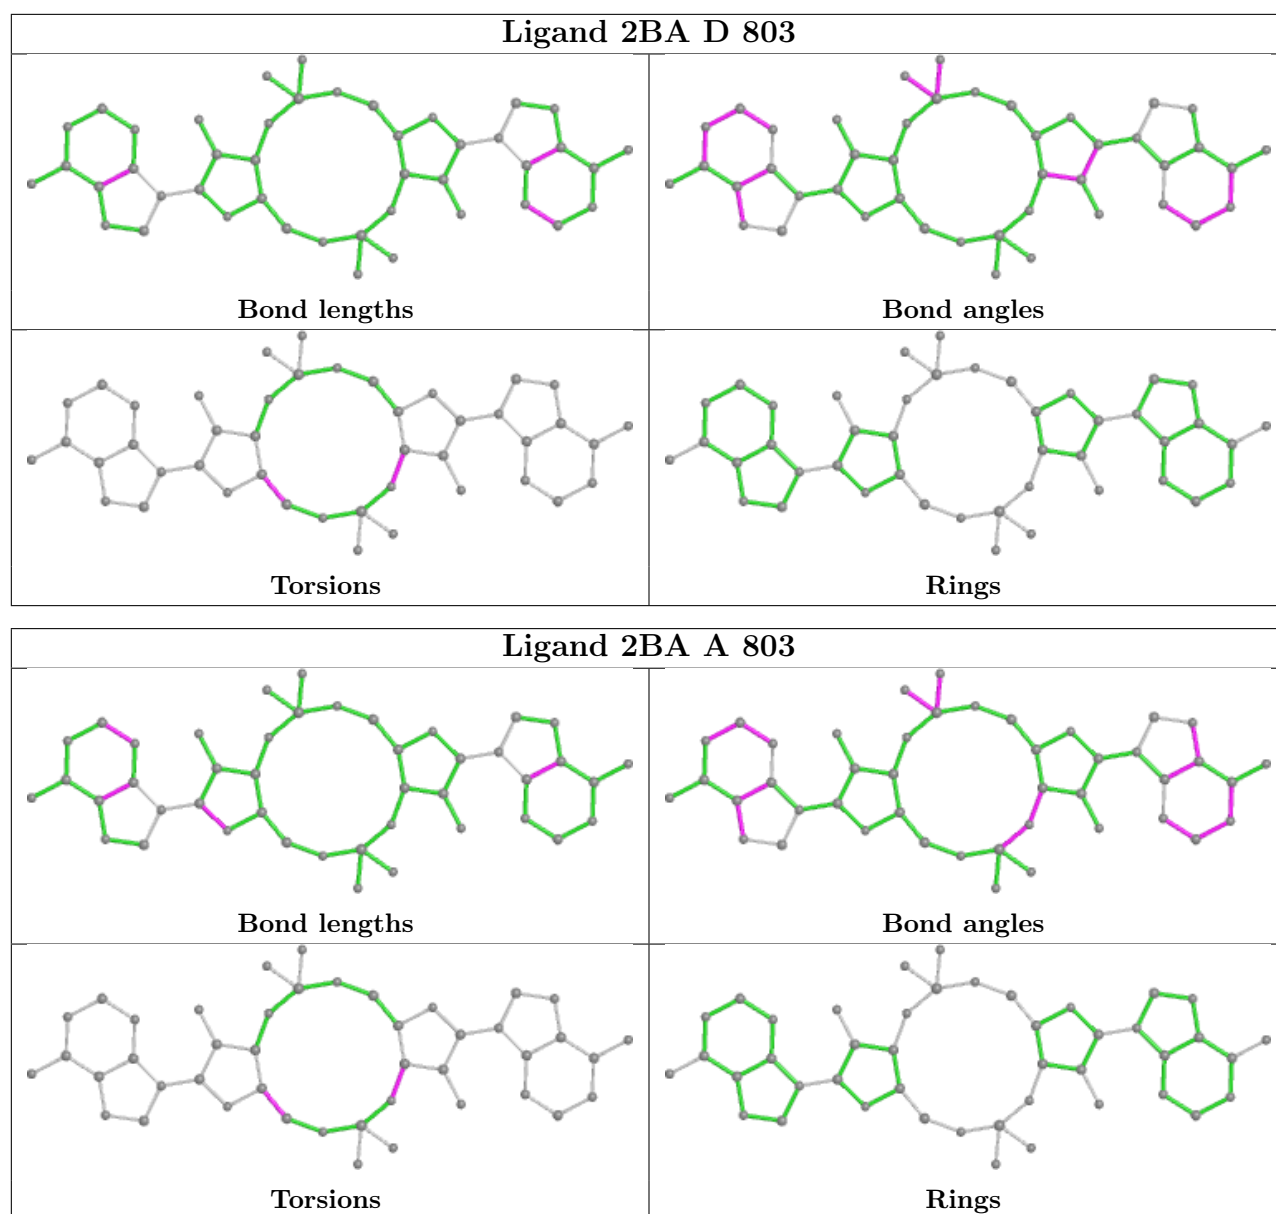 Ligand 2BA D 803
Bond lengths
Bond angles
Torsions
Rings
Ligand 2BA A 803
Bond lengths
Bond angles
Torsions
Rings